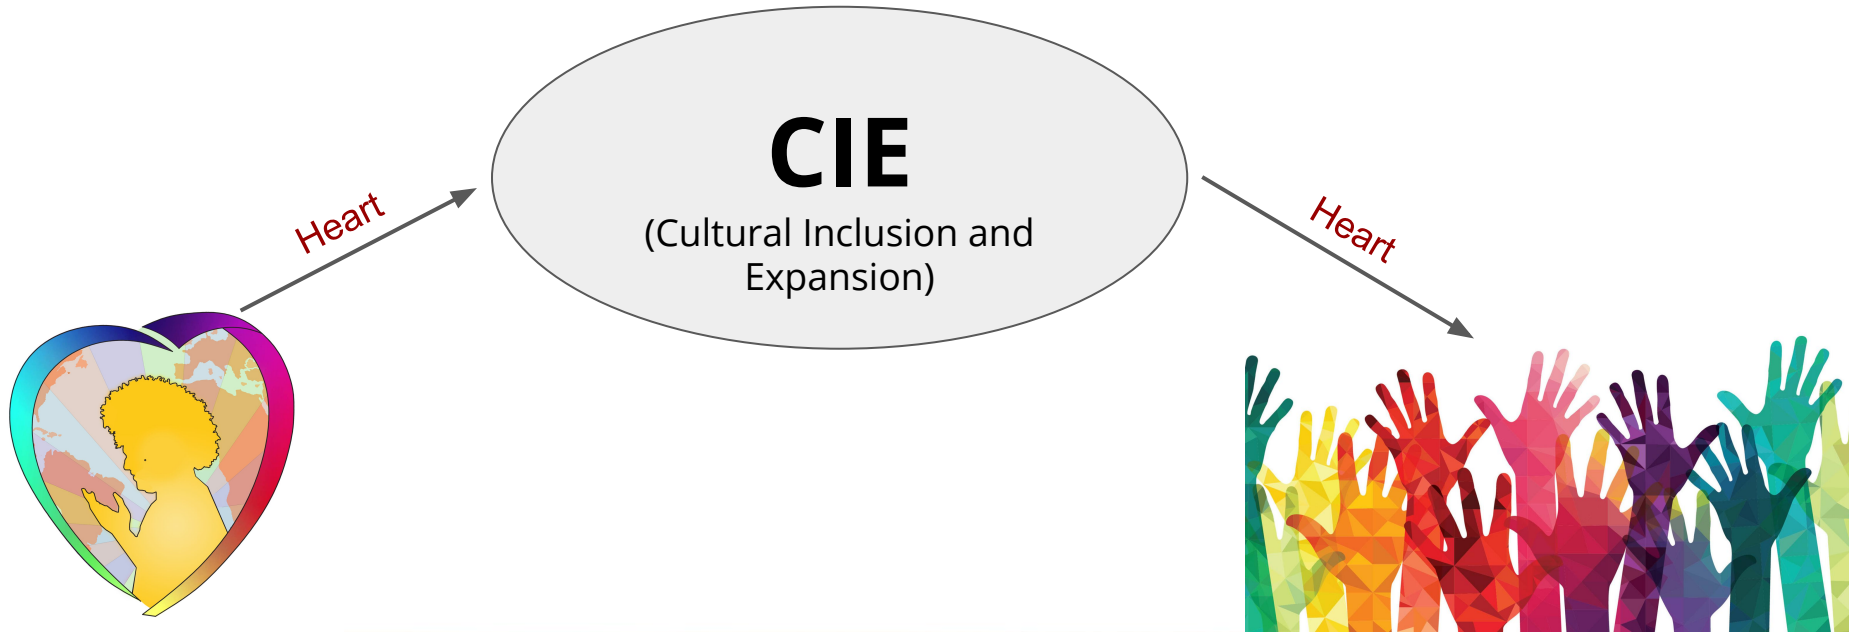 CIE
(Cultural Inclusion and
Expansion)
Heart
Heart